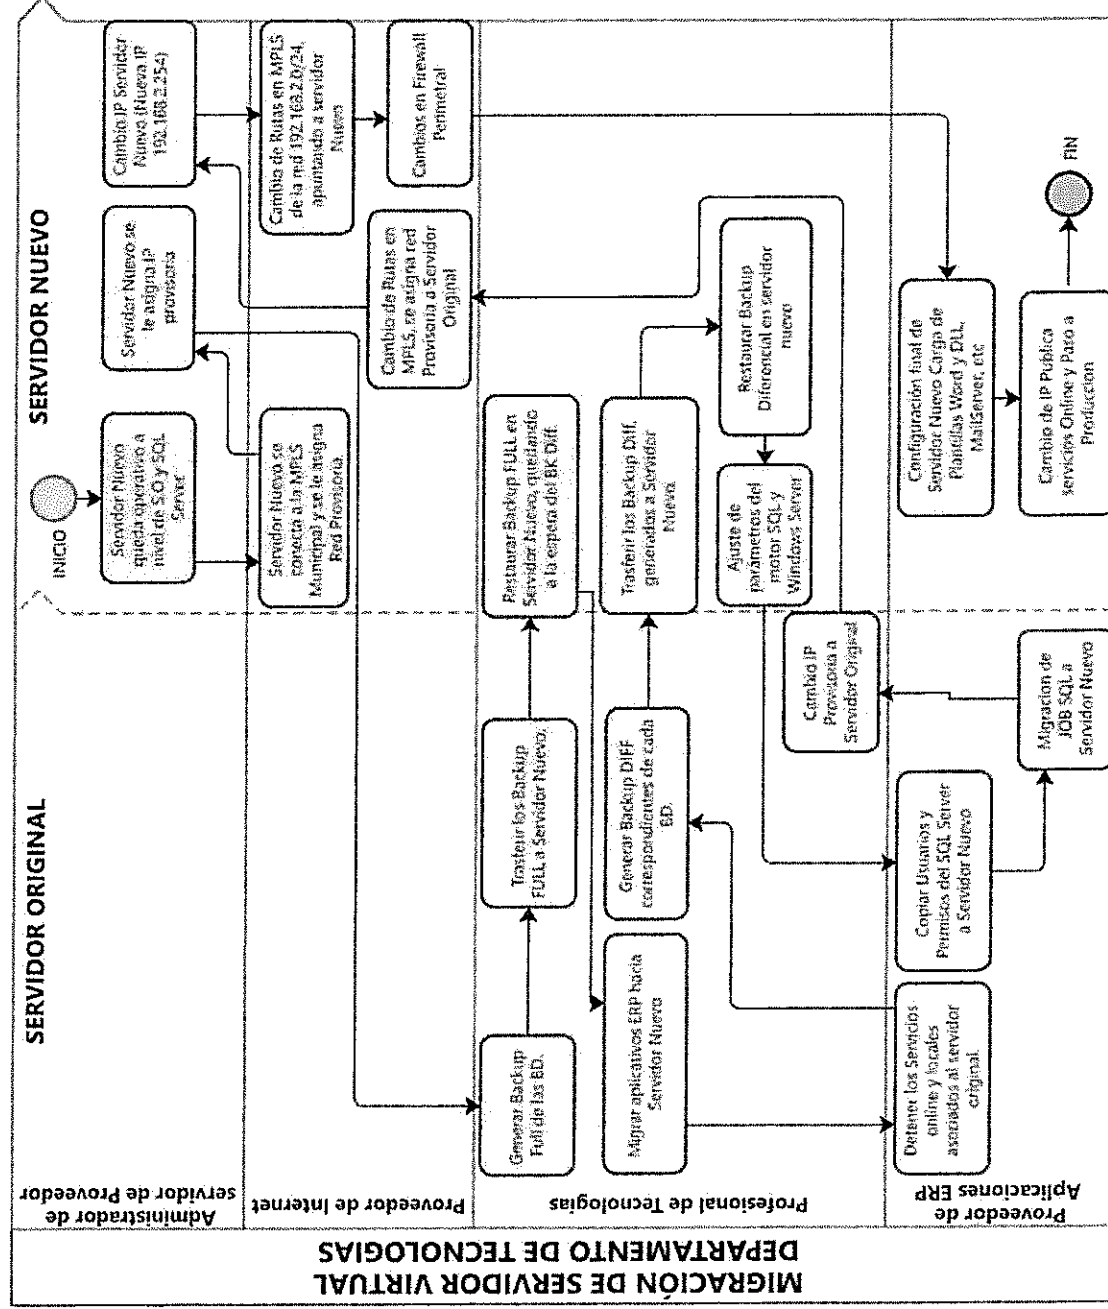 MIGRACIÓN DE SERVIDOR VIRTUAL
DEPARTAMENTO DE TECNOLOGIAS
SERVIDOR ORIGINAL
SERVIDOR NUEVO
Administrador de
servidor de Proveedor
Proveedor de Internet
Profesional de Tecnologias
Proveedor de
Aplicaciones ERP
INICIO
Servidor Nuevo
queda operativo a
nivel de S.O y SQL
Server
Servidor Nuevo se
conecta a la MPLS
Municipal y se le asigna
Red Provisoria.
Servidor Nuevo se
le asigna IP
provisoria
Generar Backup
Full de las BD.
Trasferir los Backup
FULL a Servidor Nuevo.
Restaurar Backup FULL en
Servidor Nuevo, quedando
a la espera del BK Diff.
Migrar aplicativos ERP hacia
Servidor Nuevo
Detener los Servicios
online y locales
asociados al servidor
original.
Generar Backup DIFF
correspondientes de cada
BD.
Trasferir los Backup Diff,
generados a Servidor
Nuevo.
Restaurar Backup
Diferencial en servidor
nuevo
Ajuste de
parámetros del
motor SQL y
Windows Server
Copiar Usuarios y
Permisos del SQL Server
a Servidor Nuevo
Migracion de
JOB SQL a
Servidor Nuevo
Cambio IP
Provisoria a
Servidor Original
Cambio de Rutas en
MPLS, se asigna red
Provisoria a Servidor
Original
Cambio IP Servidor
Nuevo (Nueva IP
192.168.2.254)
Cambio de Rutas en MPLS
de la red 192.168.2.0/24,
apuntando a servidor
Nuevo
Cambios en Firewall
Perimetral
Configuración final de
Servidor Nuevo Carga de
Plantillas Word y DLL,
MailServer, etc
Cambio de IP Publica
servicios Online y Paso a
Produccion
FIN